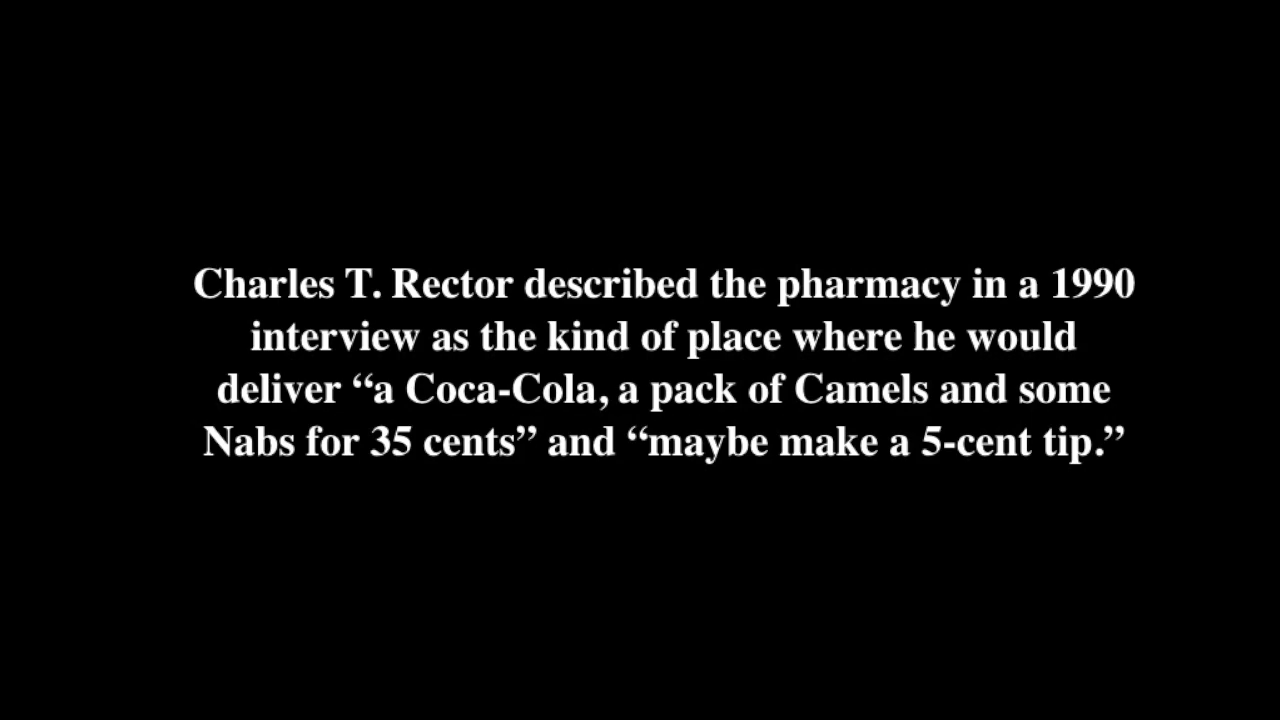 Charles T. Rector described the pharmacy in a 1990
interview as the kind of place where he would
deliver “a Coca-Cola, a pack of Camels and some
Nabs for 35 cents” and “maybe make a 5-cent tip.”